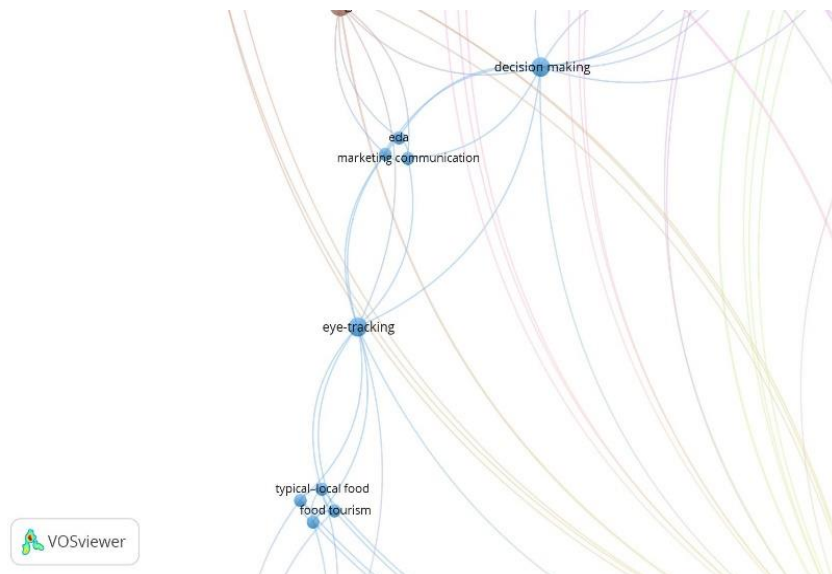 decision making
eda
marketing communication
eye-tracking
typical-local food
food tourism
VOSviewer